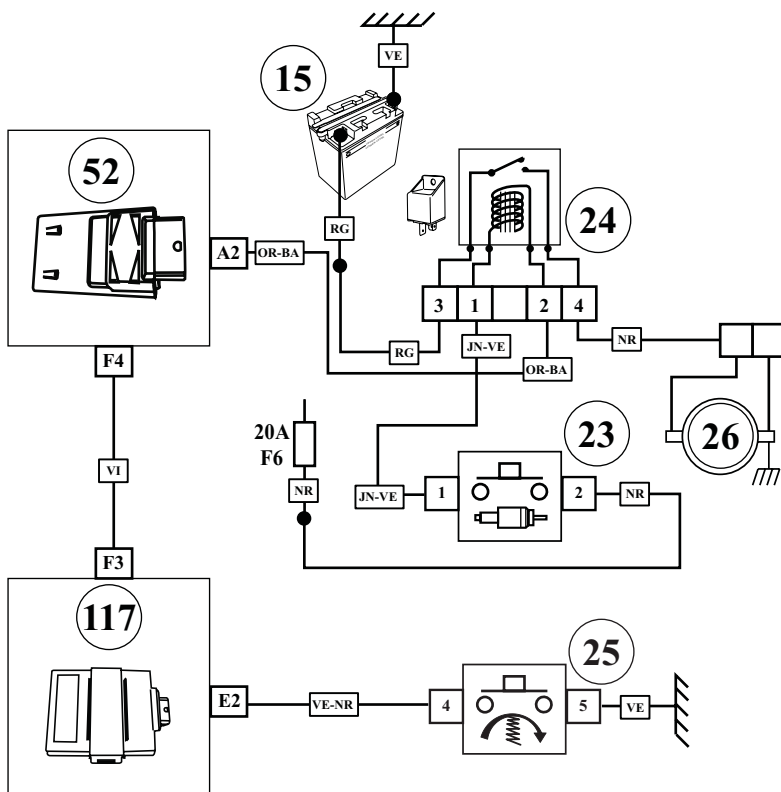 VE
15
52
24
RG
A2 OR-BA
3 1 2 4
NR
RG JN-VE
F4
OR-BA
20A
F6
23
26
VI
NR
JN-VE 1 2 NR
F3
117
25
E2 VE-NR 4 5 VE